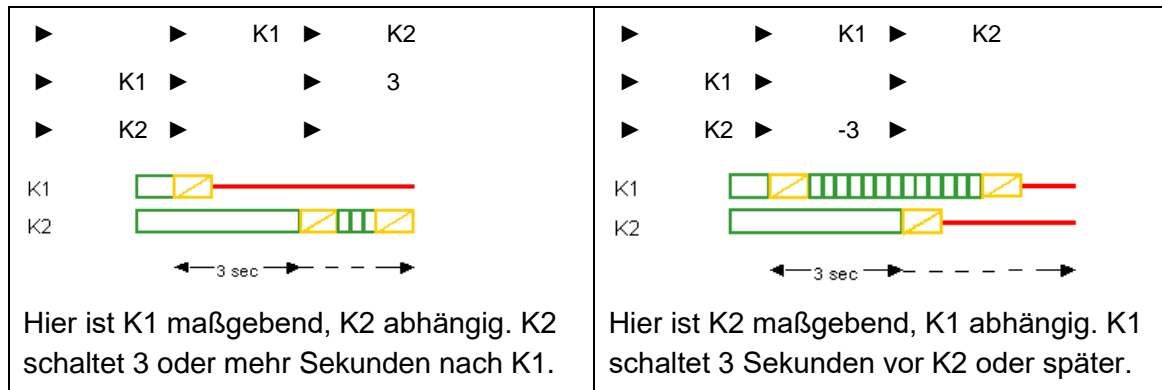 ► ► K1 ► K2
► K1 ► ► 3
► K2 ► ►
K1
K2
3 sec
Hier ist K1 maßgebend, K2 abhängig. K2
schaltet 3 oder mehr Sekunden nach K1.
► ► K1 ► K2
► K1 ► ►
► K2 ► -3 ►
K1
K2
3 sec
Hier ist K2 maßgebend, K1 abhängig. K1
schaltet 3 Sekunden vor K2 oder später.